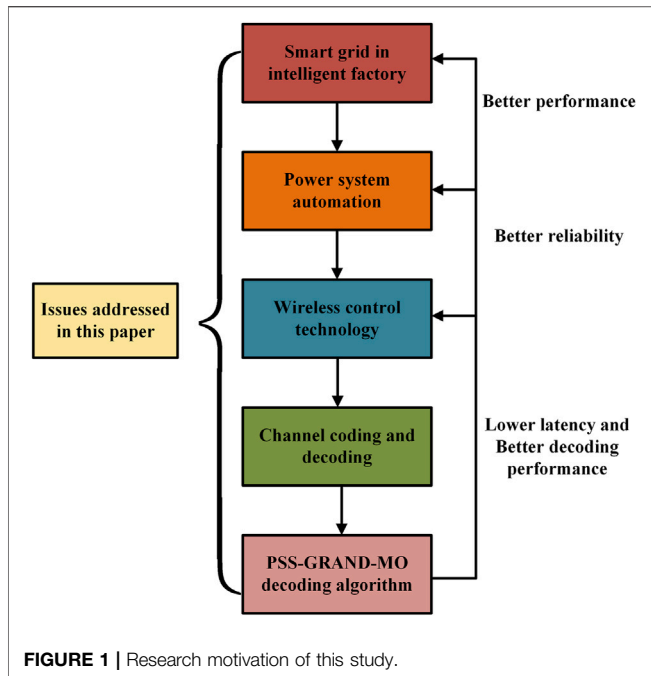 Smart grid in
intelligent factory
Better performance
Power system
automation
Better reliability
Issues addressed
in this paper
Wireless control
technology
Channel coding and
decoding
Lower latency and
Better decoding
performance
PSS-GRAND-MO
decoding algorithm
FIGURE 1 | Research motivation of this study.